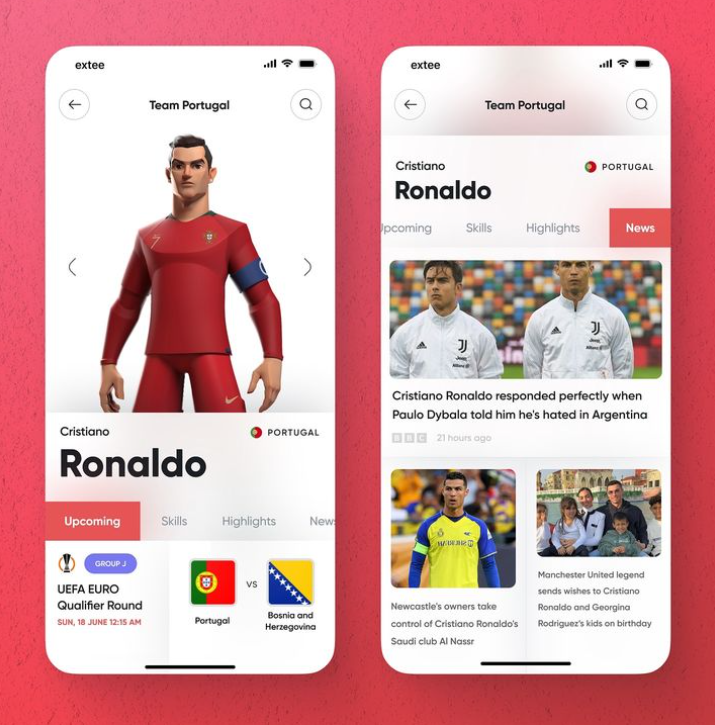 extee
Team Portugal
7
Cristiano
PORTUGAL
Ronaldo
Upcoming
Skills
Highlights
News
GROUP J
UEFA EURO
Qualifier Round
SUN, 18 JUNE 12:15 AM
VS
Portugal
Bosnia and
Herzegovina
extee
Team Portugal
Cristiano
PORTUGAL
Ronaldo
Upcoming
Skills
Highlights
News
Cristiano Ronaldo responded perfectly when
Paulo Dybala told him he's hated in Argentina
BBC
21 hours ago
Newcastle's owners take
control of Cristiano Ronaldo's
Saudi club Al Nassr
Manchester United legend
sends wishes to Cristiano
Ronaldo and Georgina
Rodriguez's kids on birthday